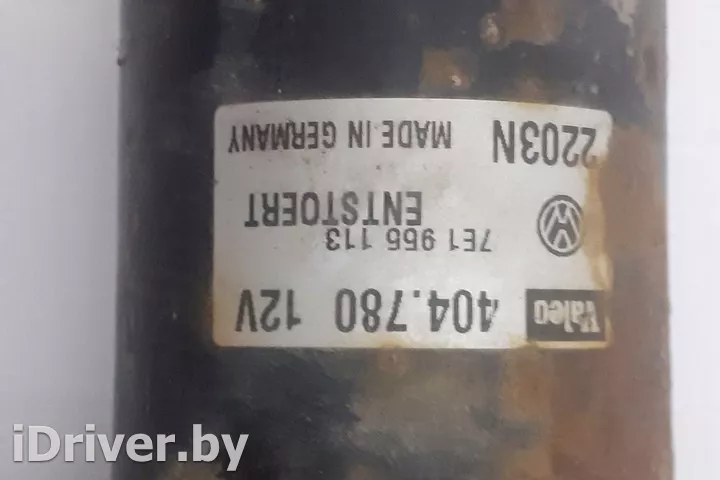 Valeo 404.780 12V
7E1 955 113
ENTSTOERT
2203N MADE IN GERMANY
iDriver.by